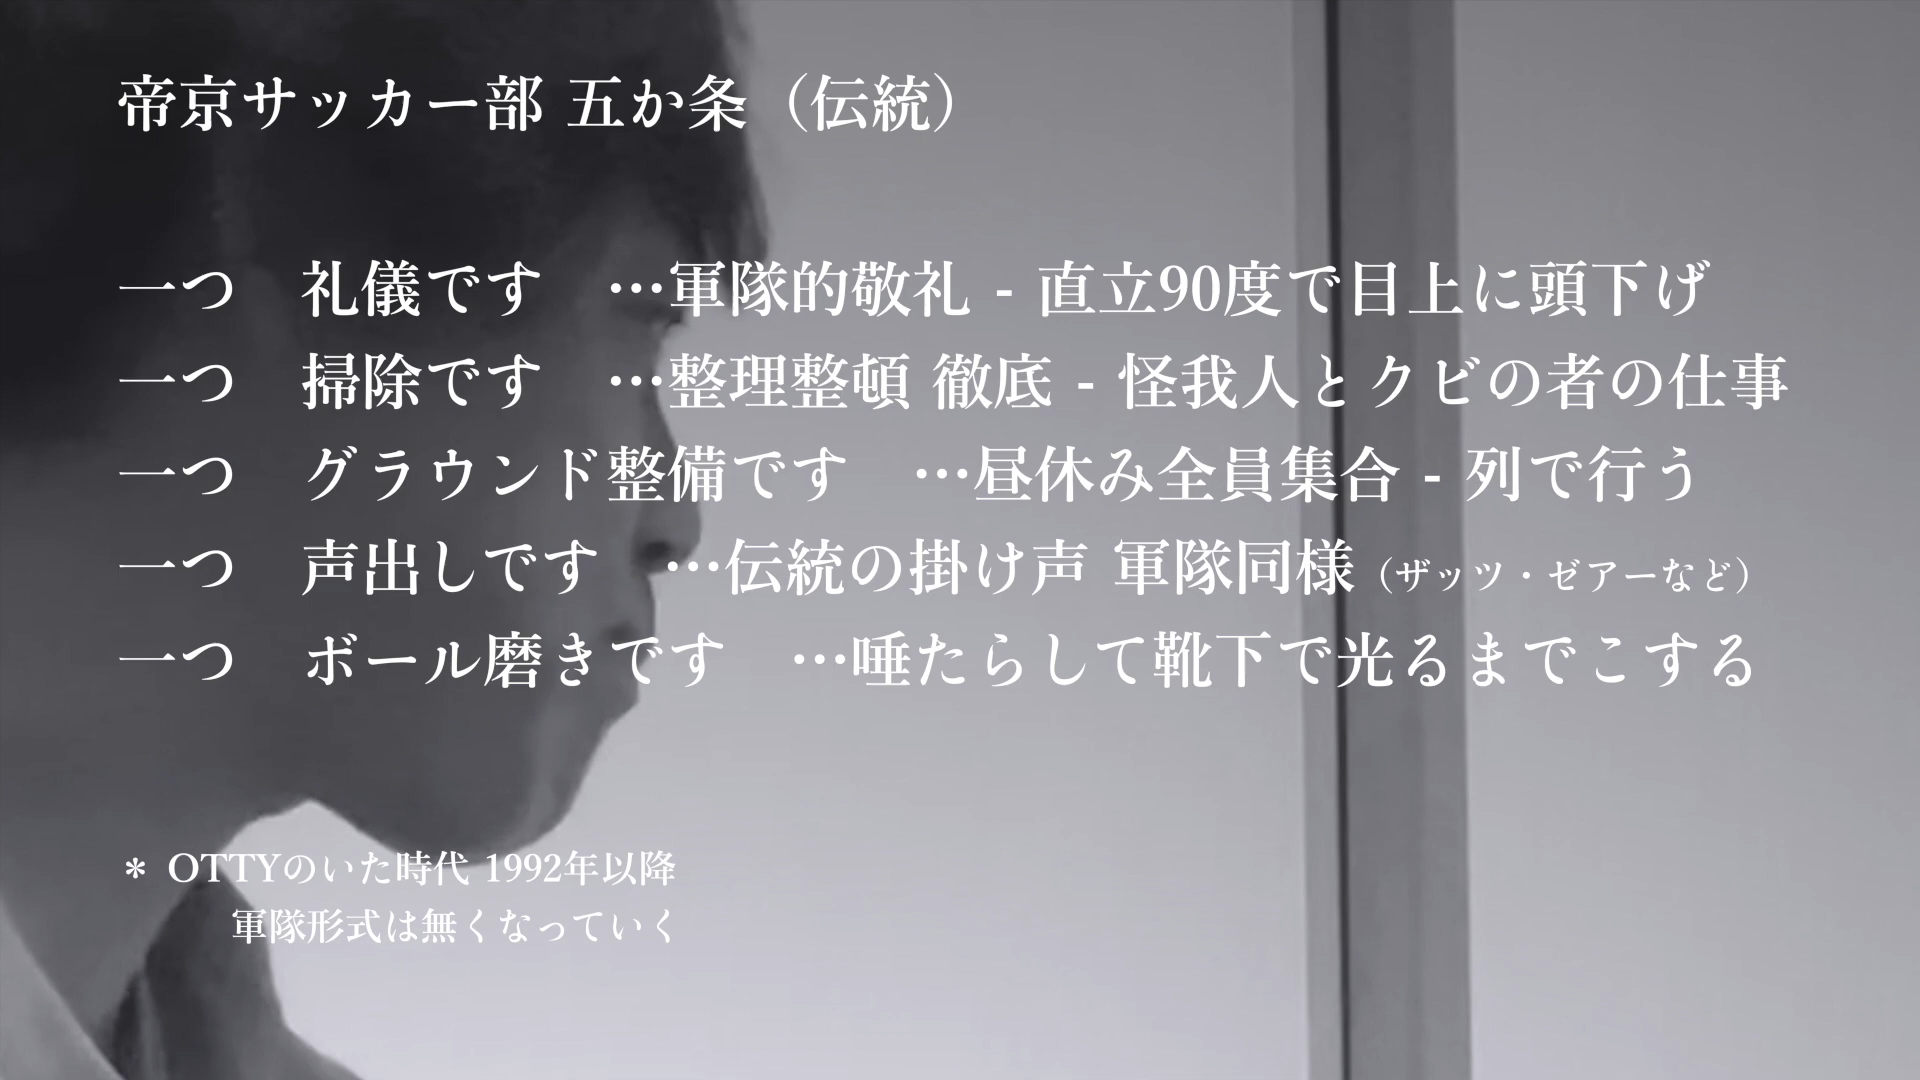 帝京サッカー部 五か条（伝統）
一つ　礼儀です　…軍隊的敬礼 - 直立90度で目上に頭下げ
一つ　掃除です　…整理整頓 徹底 - 怪我人とクビの者の仕事
一つ　グラウンド整備です　…昼休み全員集合 - 列で行う
一つ　声出しです　…伝統の掛け声 軍隊同様（ザッツ・ゼアーなど）
一つ　ボール磨きです　…唾たらして靴下で光るまでこする
＊ OTTYのいた時代 1992年以降
軍隊形式は無くなっていく